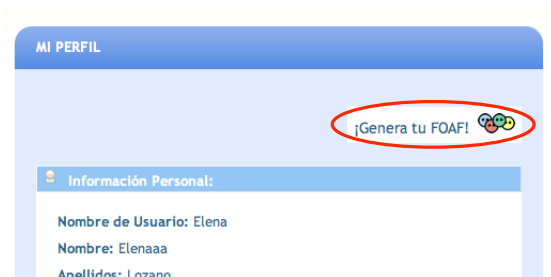 MI PERFIL
¡Genera tu FOAF!
Información Personal:
Nombre de Usuario: Elena
Nombre: Elenaaa
Apellidos: Lozano